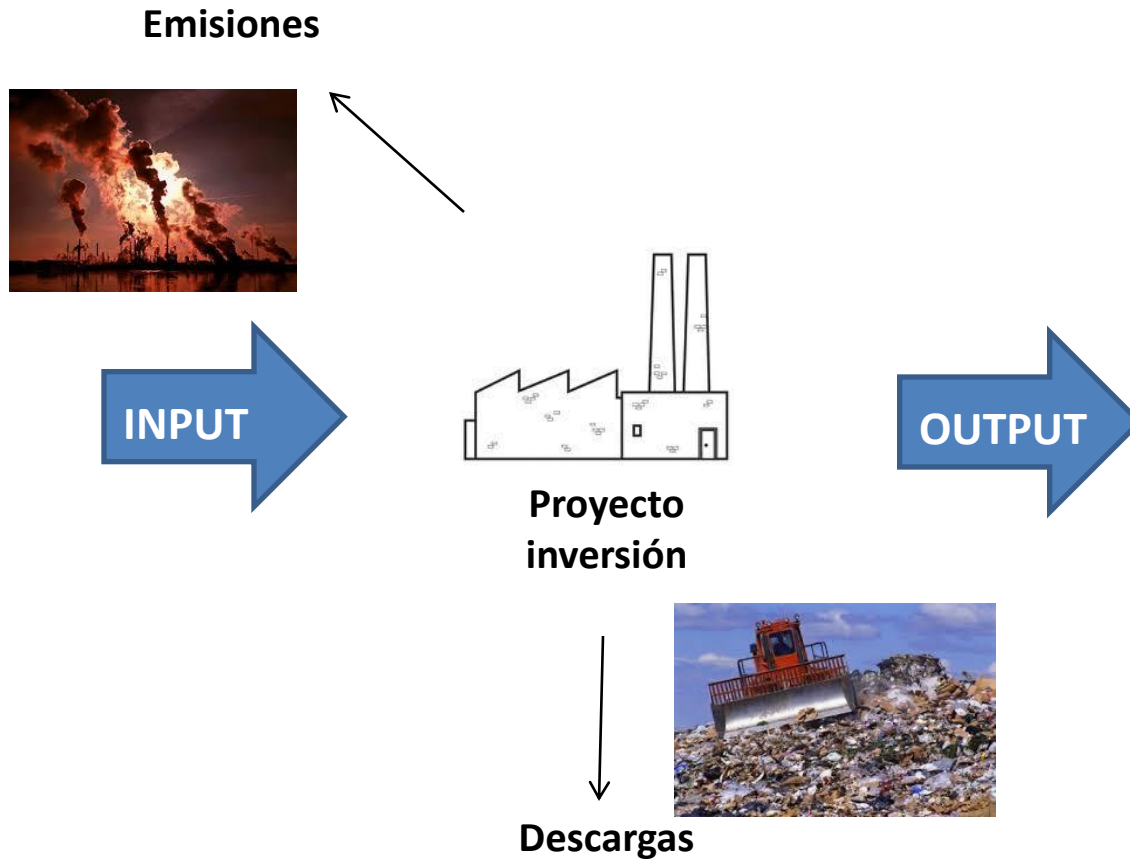 Emisiones
INPUT
OUTPUT
Proyecto
inversión
Descargas